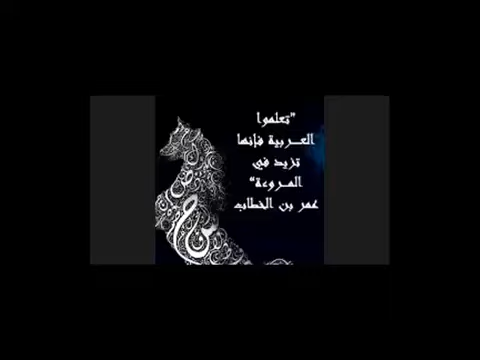 "تعلموا
العربية فإنها
تزيد في
المروءة"
عمر بن الخطاب